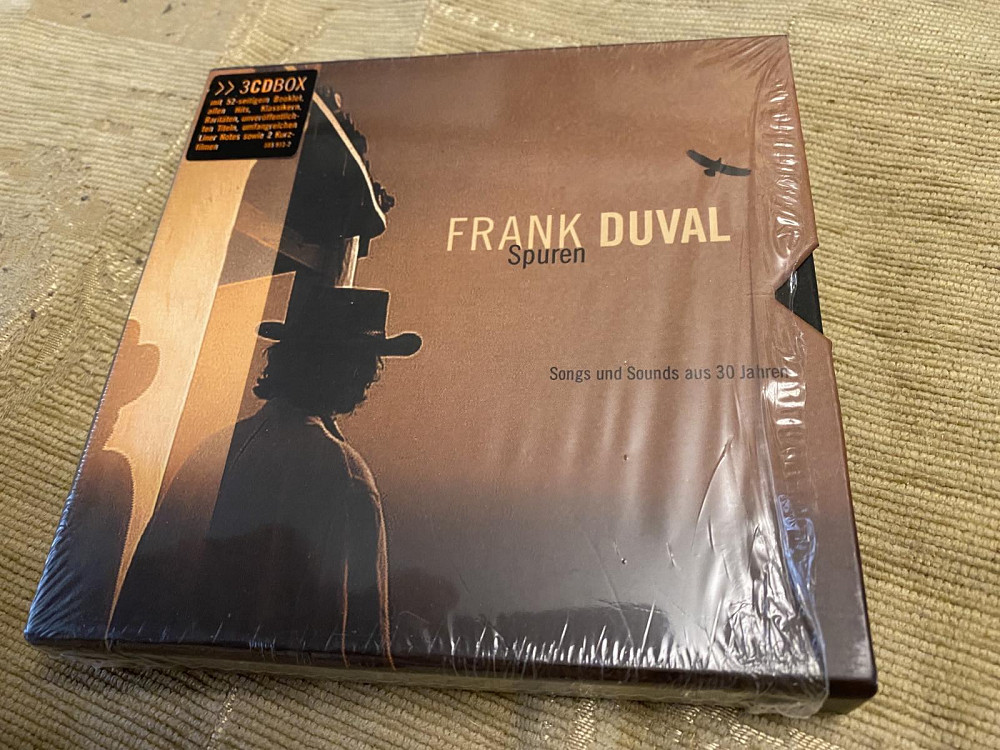 >> 3CDBOX
mit 52-seitigem Booklet,
allen Hits, Klassikern,
Raritäten, unveröffentlich-
ten Titeln, umfangreichen
Liner Notes sowie 2 Kurz-
filmen
FRANK DUVAL
Spuren
Songs und Sounds aus 30 Jahren